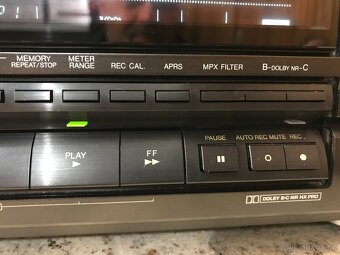 MEMORY METER
REPEAT/STOP RANGE REC CAL. APRS MPX FILTER B-DOLBY NR-C
PLAY FF PAUSE AUTO REC MUTE REC
DOLBY B·C NR HX PRO